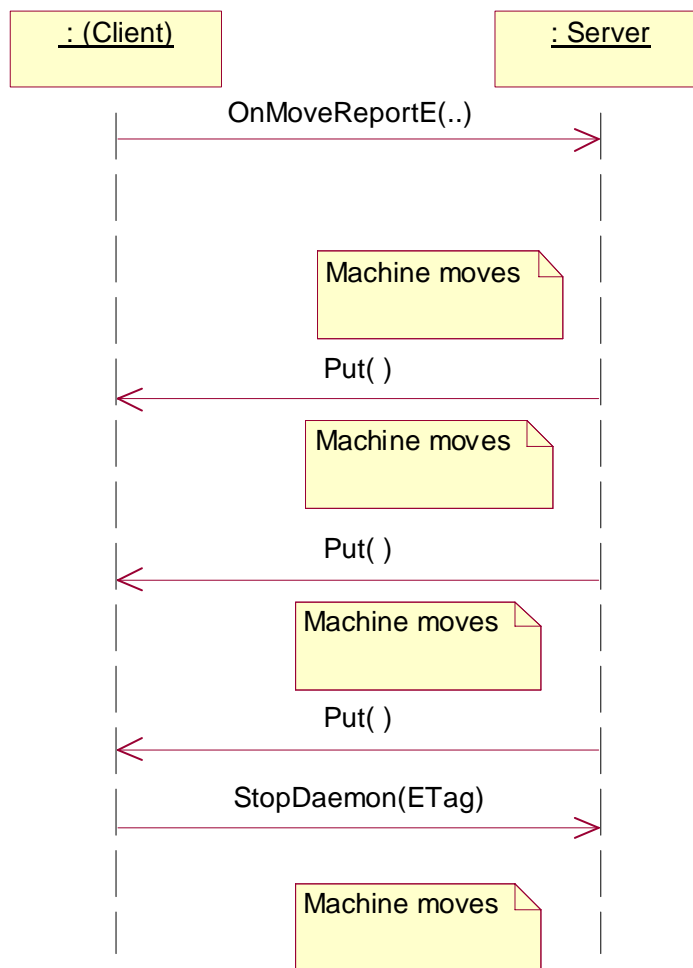 : (Client)
: Server
OnMoveReportE(..)
Machine moves
Put( )
Machine moves
Put( )
Machine moves
Put( )
StopDaemon(ETag)
Machine moves